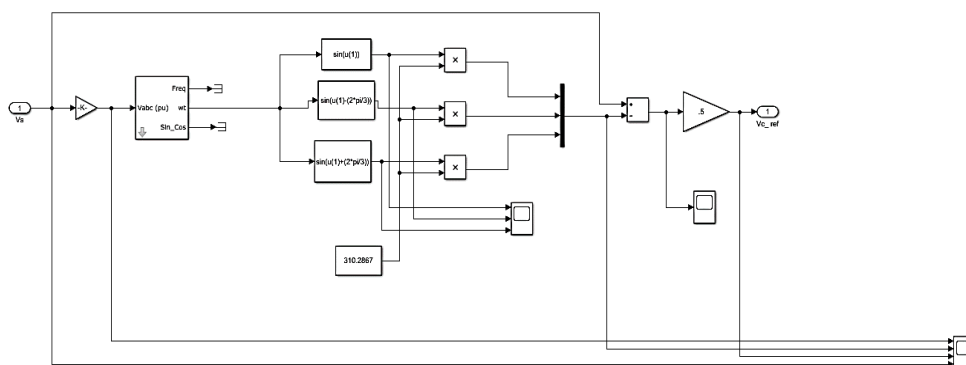 1
Vs
-K-
Freq
Vabc (pu)
wt
Sin_Cos
sin(u(1))
sin(u(1)-(2*pi/3))
sin(u(1)+(2*pi/3))
×
×
×
310.2867
+
-
.5
1
Vc_ref